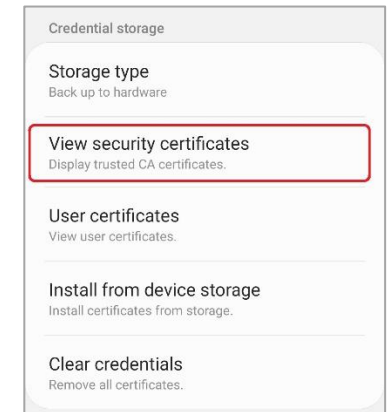 Credential storage
Storage type
Back up to hardware
View security certificates
Display trusted CA certificates.
User certificates
View user certificates.
Install from device storage
Install certificates from storage.
Clear credentials
Remove all certificates.